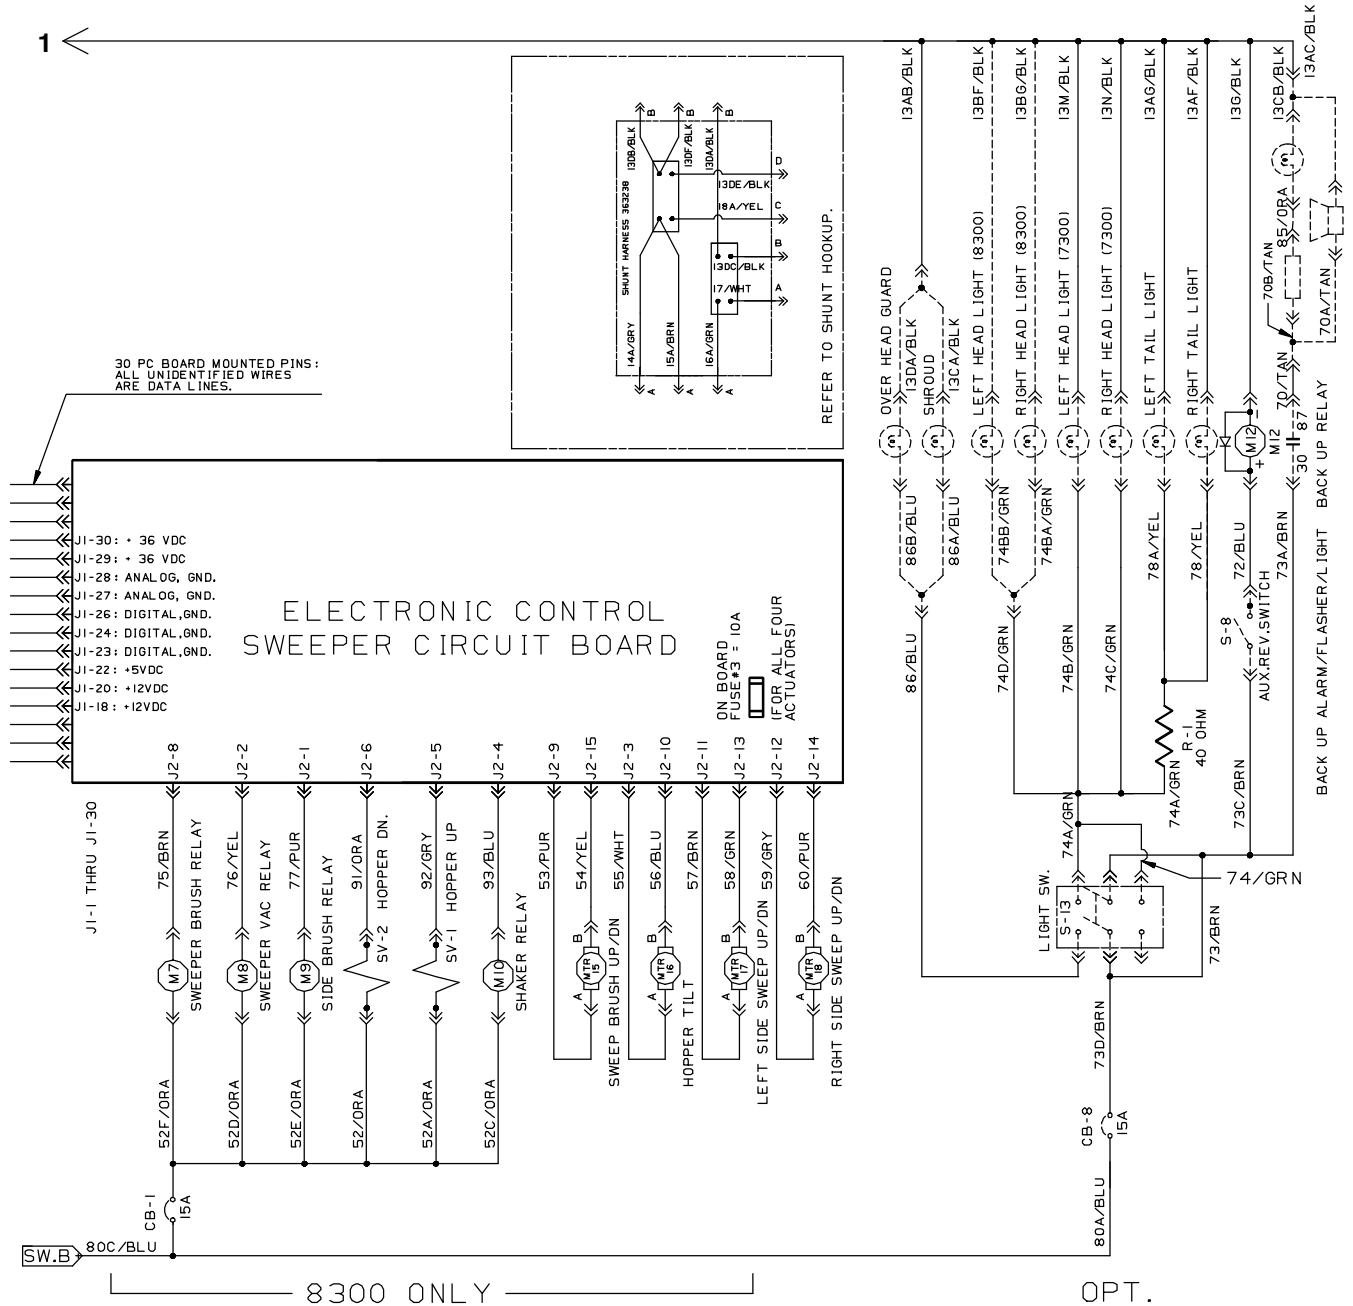 1
13AC/BLK
13AB/BLK
13BF/BLK
13BG/BLK
13M/BLK
13N/BLK
13AG/BLK
13AF/BLK
13G/BLK
13CB/BLK
13DB/BLK
13DF/BLK
13DA/BLK
B
B
B
D
13DE/BLK
18A/YEL
C
SHUNT HARNESS 363238
B
13DC/BLK
17/WHT
A
14A/GRY
15A/BRN
16A/GRN
A
A
A
REFER TO SHUNT HOOKUP.
30 PC BOARD MOUNTED PINS:
ALL UNIDENTIFIED WIRES
ARE DATA LINES.
OVER HEAD GUARD
13DA/BLK
SHROUD
13CA/BLK
LEFT HEAD LIGHT (8300)
RIGHT HEAD LIGHT (8300)
LEFT HEAD LIGHT (7300)
RIGHT HEAD LIGHT (7300)
LEFT TAIL LIGHT
RIGHT TAIL LIGHT
85/ORA
70B/TAN
70A/TAN
70/TAN
M12
-
+
M12
30
87
BACK UP RELAY
BACK UP ALARM/FLASHER/LIGHT
86B/BLU
86A/BLU
74BB/GRN
74BA/GRN
78A/YEL
78/YEL
72/BLU
73A/BRN
J1-30: + 36 VDC
J1-29: + 36 VDC
J1-28: ANALOG, GND.
J1-27: ANALOG, GND.
J1-26: DIGITAL,GND.
J1-24: DIGITAL,GND.
J1-23: DIGITAL,GND.
J1-22: +5VDC
J1-20: +12VDC
J1-18: +12VDC
ELECTRONIC CONTROL
SWEEPER CIRCUIT BOARD
ON BOARD
FUSE#3 = 10A
(FOR ALL FOUR
ACTUATORS)
S-8
AUX.REV.SWITCH
86/BLU
74D/GRN
74B/GRN
74C/GRN
R-1
40 OHM
74A/GRN
73C/BRN
J2-8
J2-2
J2-1
J2-6
J2-5
J2-4
J2-9
J2-15
J2-3
J2-10
J2-11
J2-13
J2-12
J2-14
J1-1 THRU J1-30
75/BRN
SWEEPER BRUSH RELAY
76/YEL
SWEEPER VAC RELAY
77/PUR
SIDE BRUSH RELAY
91/ORA
SV-2 HOPPER DN.
92/GRY
SV-1 HOPPER UP
93/BLU
SHAKER RELAY
53/PUR
54/YEL
55/WHT
56/BLU
57/BRN
58/GRN
59/GRY
60/PUR
74A/GRN
74/GRN
LIGHT SW.
S-13
73/BRN
M7
M8
M9
M10
B
MTR
15
A
B
MTR
16
A
B
MTR
17
A
B
MTR
18
A
SWEEP BRUSH UP/DN
HOPPER TILT
LEFT SIDE SWEEP UP/DN
RIGHT SIDE SWEEP UP/DN
52F/ORA
52D/ORA
52E/ORA
52/ORA
52A/ORA
52C/ORA
73D/BRN
CB-8
15A
80A/BLU
CB-1
15A
SW.B
80C/BLU
8300 ONLY
OPT.